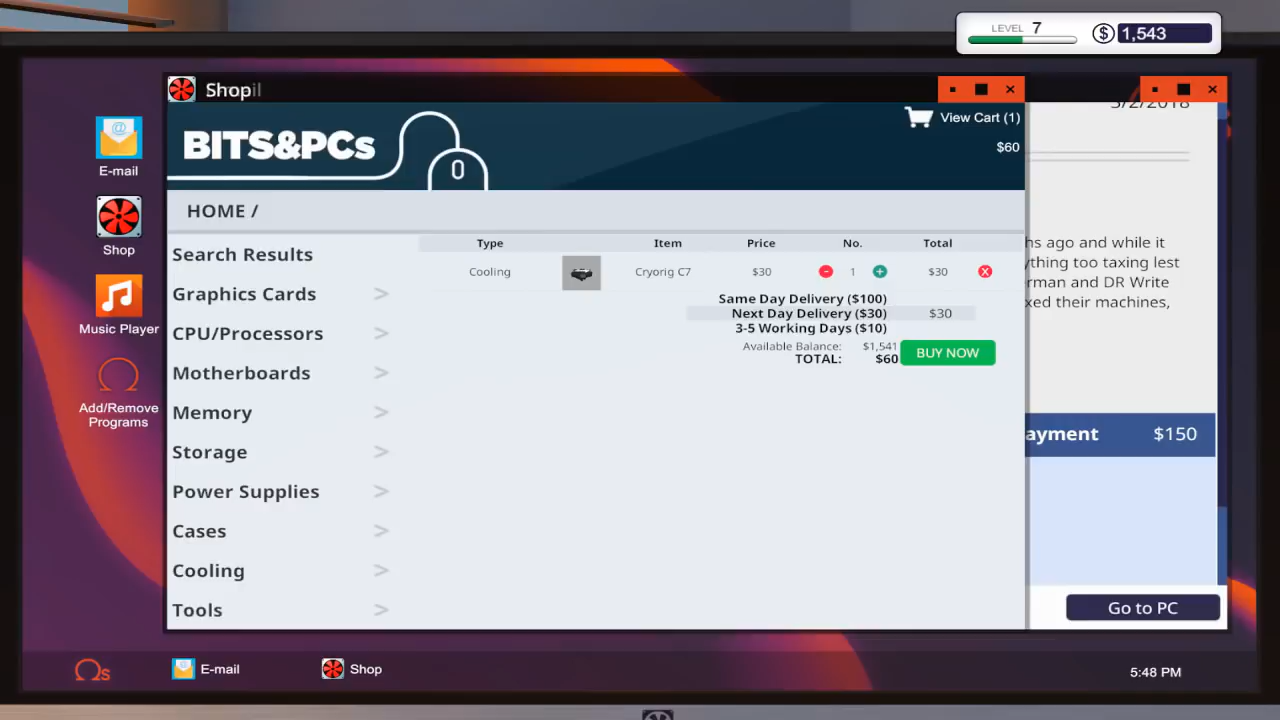 LEVEL 7
$ 1,543
Shop
View Cart (1)
$60
BITS&PCs
HOME /
E-mail
Shop
Music Player
Add/Remove
Programs
Search Results
Graphics Cards >
CPU/Processors >
Motherboards >
Memory >
Storage >
Power Supplies >
Cases >
Cooling >
Tools >
Type Item Price No. Total
Cooling Cryorig C7 $30 - 1 + $30 X
Same Day Delivery ($100)
Next Day Delivery ($30) $30
3-5 Working Days ($10)
Available Balance: $1,541
TOTAL: $60
BUY NOW
3/2/2018
hs ago and while it
ything too taxing lest
erman and DR Write
xed their machines,
ayment $150
Go to PC
Ωs E-mail Shop 5:48 PM